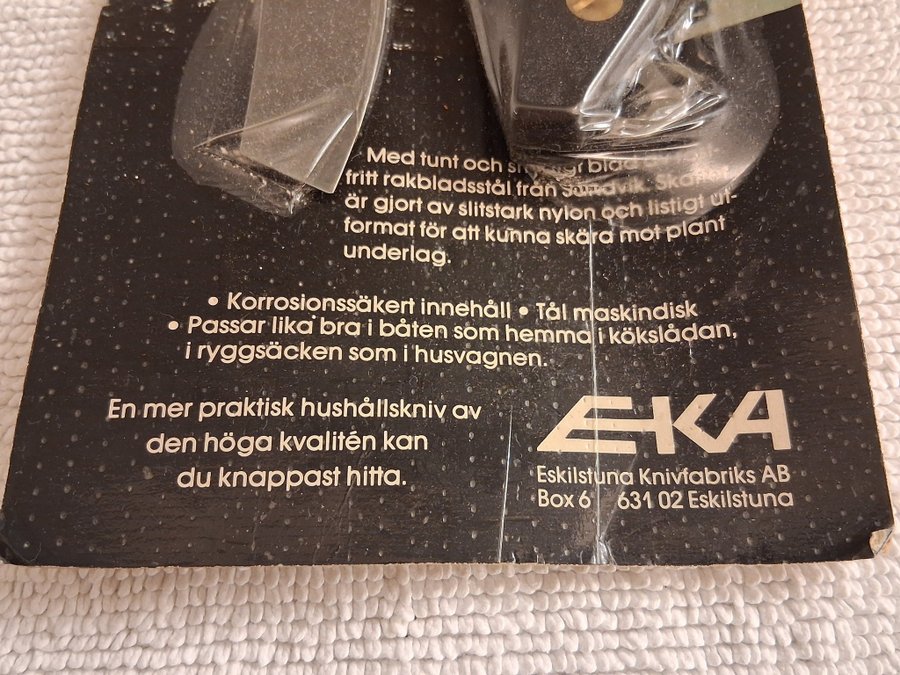 Med tunt och blad
fritt rakbladsstål från Sandvik. Skaftet
är gjort av slitstark nylon och listigt ut-
format för att kunna skära mot plant
underlag.
• Korrosionssäkert innehåll • Tål maskindisk
• Passar lika bra i båten som hemma i kökslådan,
i ryggsäcken som i husvagnen.
En mer praktisk hushållskniv av
den höga kvalitén kan
du knappast hitta.
EKA
Eskilstuna Knivfabriks AB
Box 6 631 02 Eskilstuna